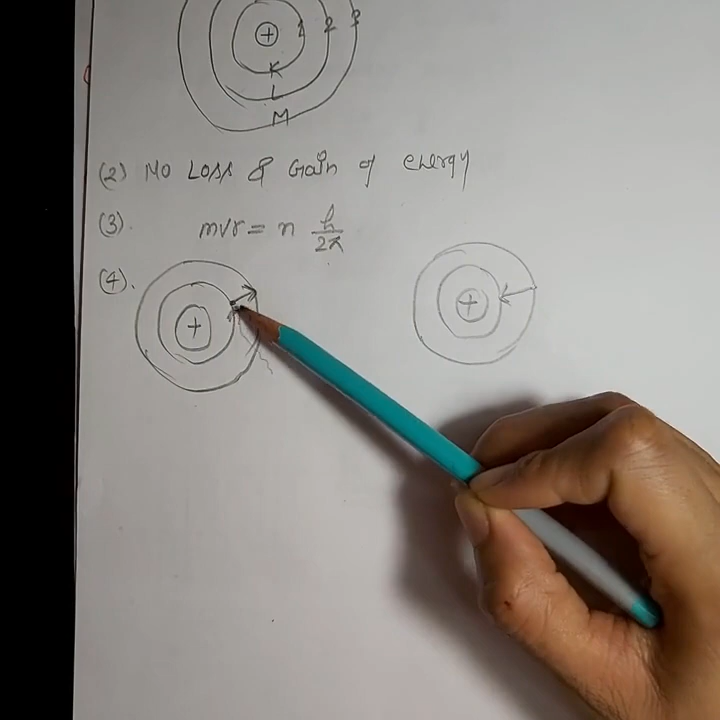 + 1 2 3
K
L
M
(2) No Loss & Gain of energy
(3). mvr = n h/2π
(4). + +